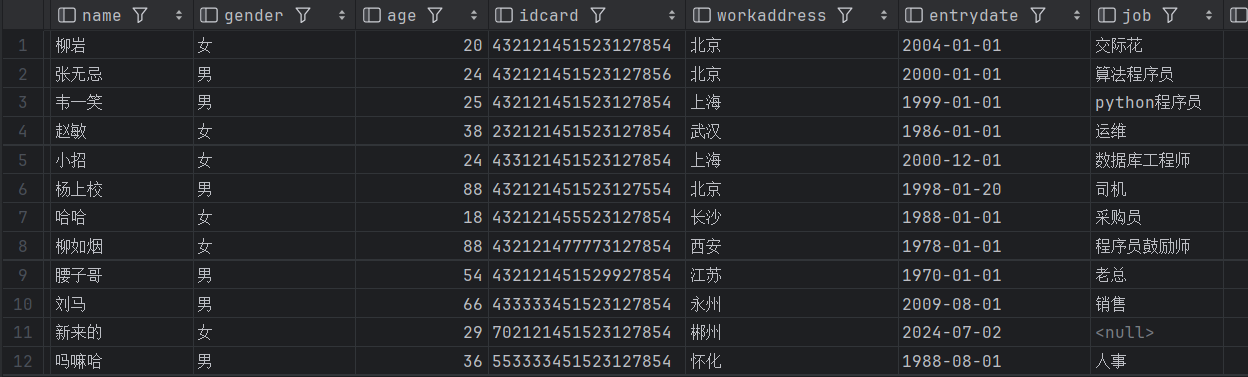 name gender age idcard workaddress entrydate job
1 柳岩 女 20 432121451523127854 北京 2004-01-01 交际花
2 张无忌 男 24 432121451523127856 北京 2000-01-01 算法程序员
3 韦一笑 男 25 432121451523127854 上海 1999-01-01 python程序员
4 赵敏 女 38 232121451523127854 武汉 1986-01-01 运维
5 小招 女 24 433121451523127854 上海 2000-12-01 数据库工程师
6 杨上校 男 88 432121451523127554 北京 1998-01-20 司机
7 哈哈 女 18 432121455523127854 长沙 1988-01-01 采购员
8 柳如烟 女 88 432121477773127854 西安 1978-01-01 程序员鼓励师
9 腰子哥 男 54 432121451529927854 江苏 1970-01-01 老总
10 刘马 男 66 433333451523127854 永州 2009-08-01 销售
11 新来的 女 29 702121451523127854 郴州 2024-07-02 <null>
12 吗嘛哈 男 36 553333451523127854 怀化 1988-08-01 人事